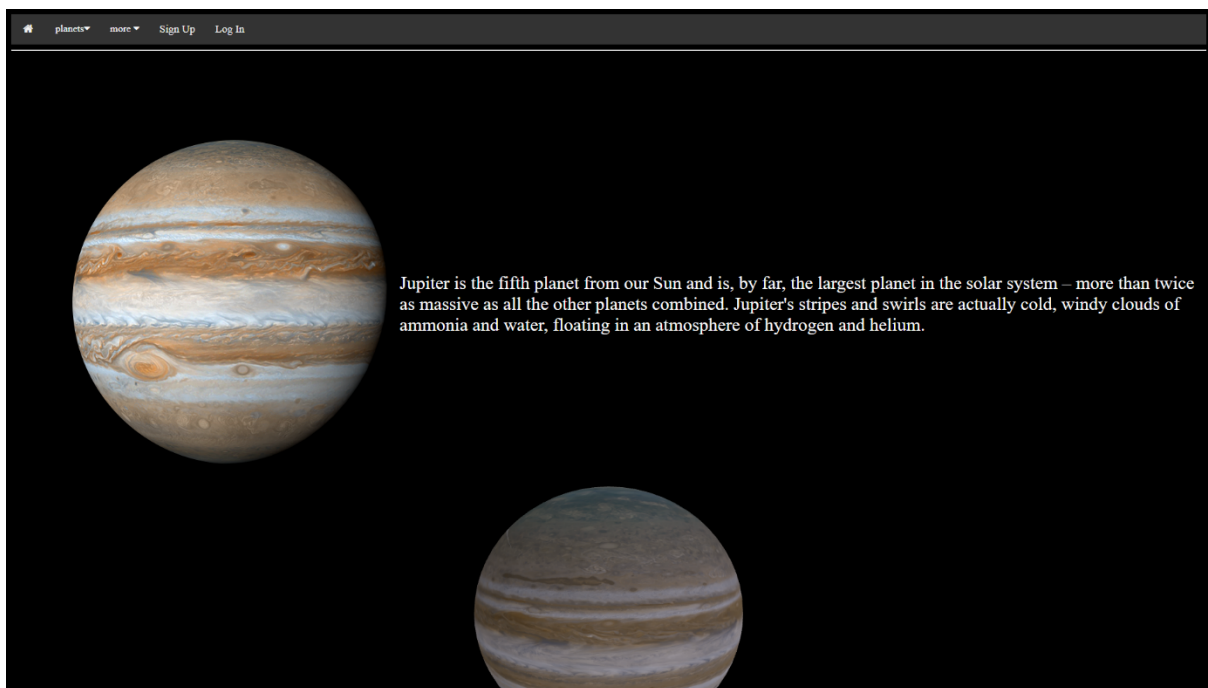 planets more Sign Up Log In
Jupiter is the fifth planet from our Sun and is, by far, the largest planet in the solar system – more than twice
as massive as all the other planets combined. Jupiter's stripes and swirls are actually cold, windy clouds of
ammonia and water, floating in an atmosphere of hydrogen and helium.